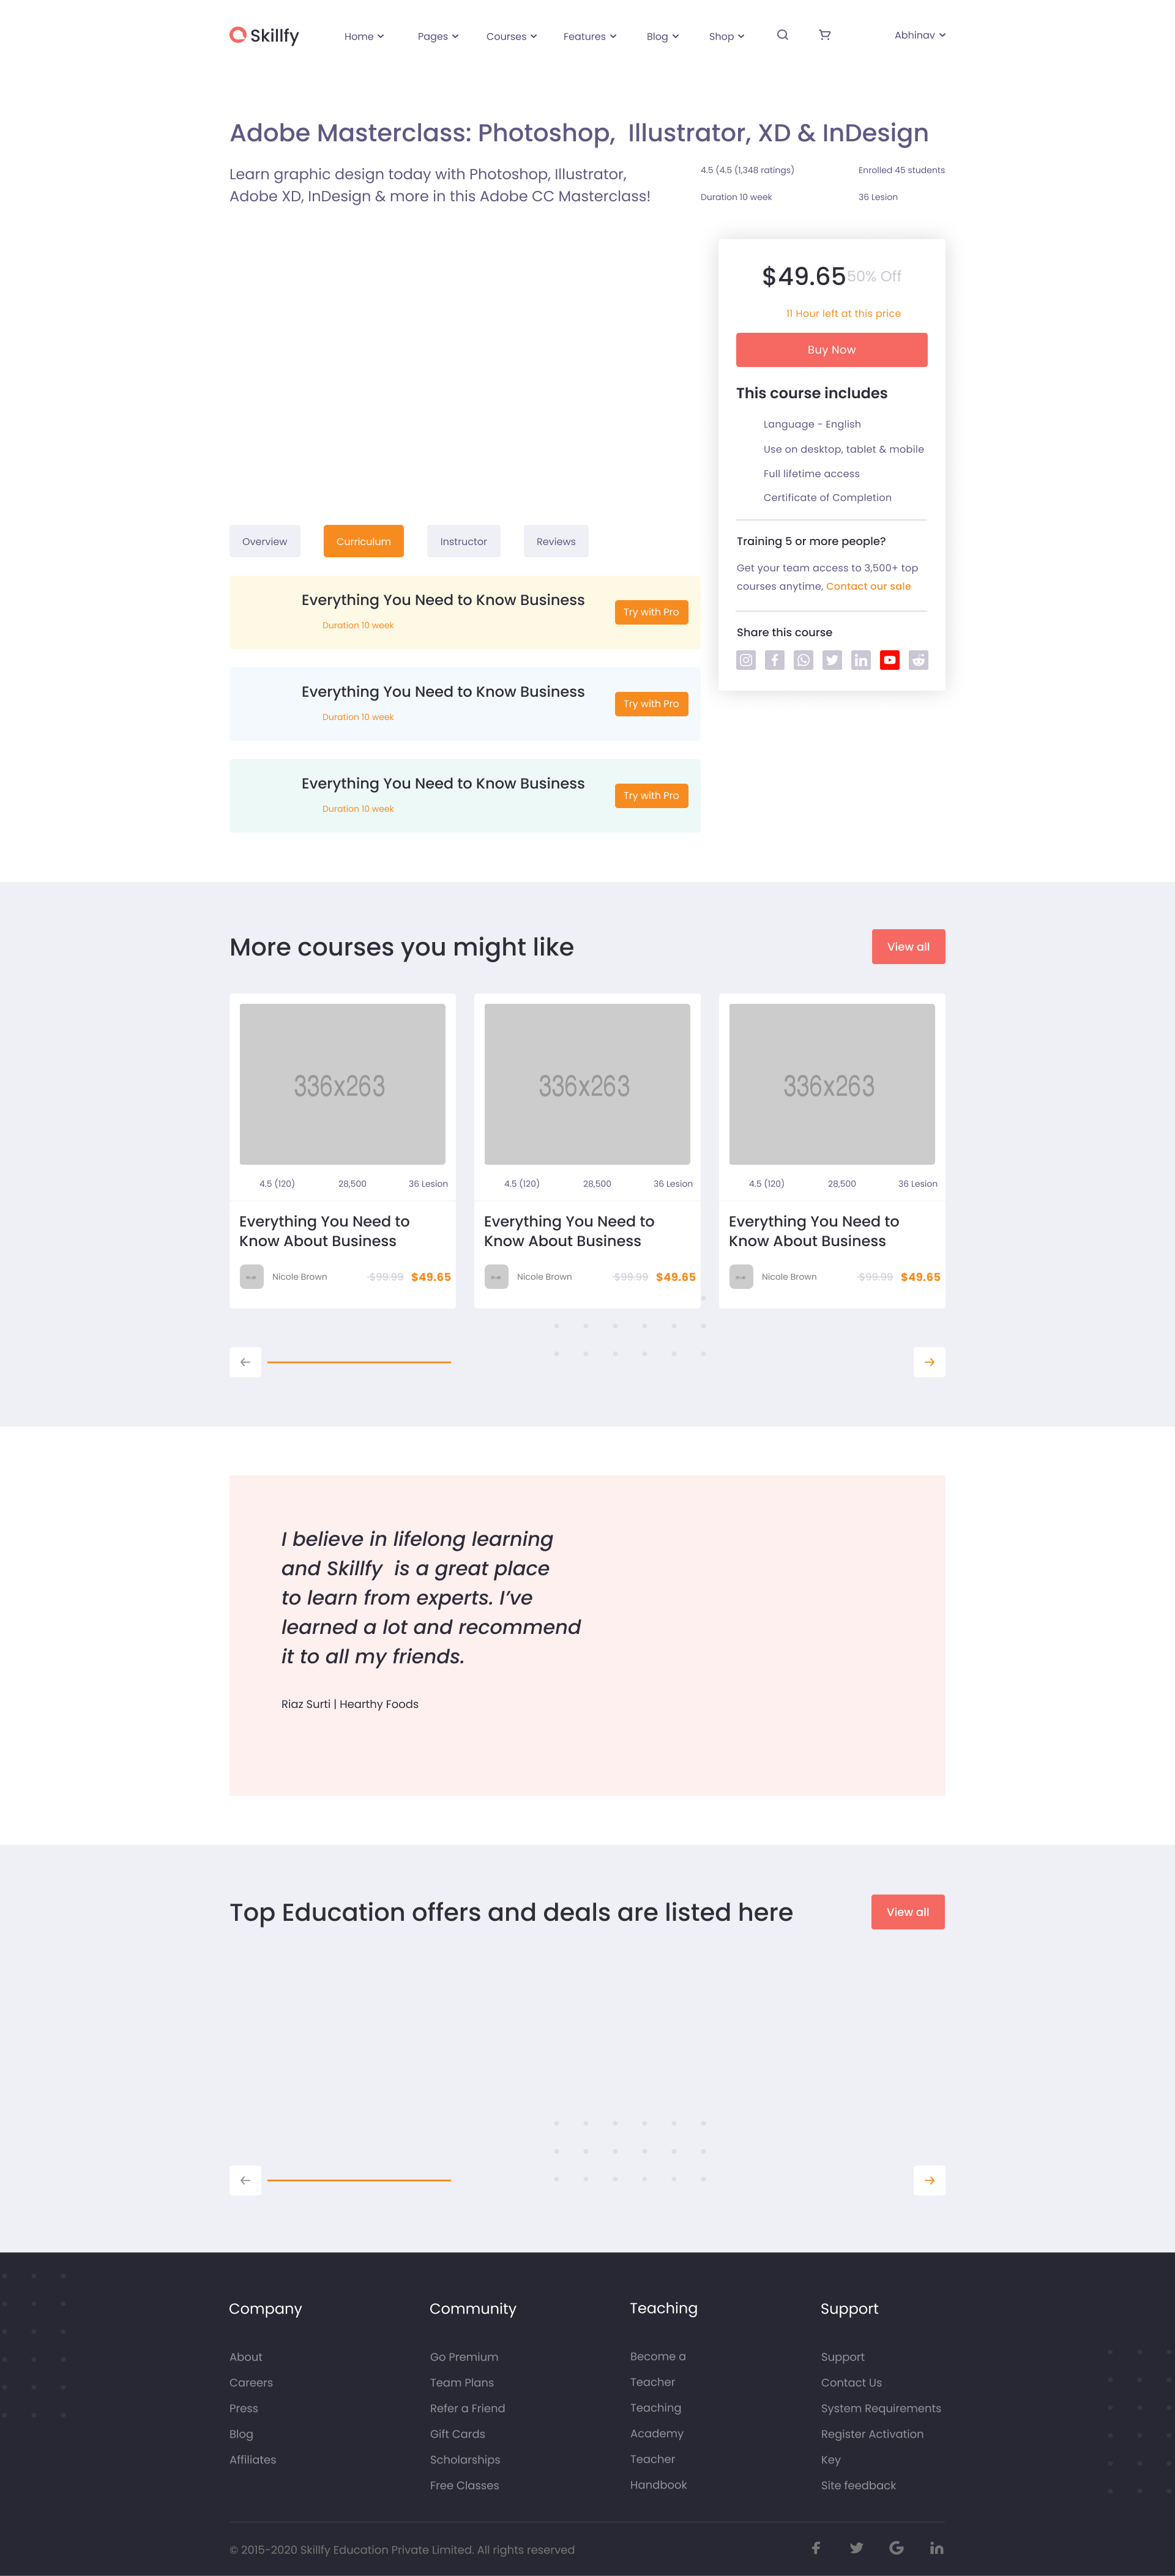 Skillfy
Home Pages Courses Features Blog Shop Abhinav
Adobe Masterclass: Photoshop, Illustrator, XD & InDesign
Learn graphic design today with Photoshop, Illustrator,
Adobe XD, InDesign & more in this Adobe CC Masterclass!
4.5 (4.5 (1,348 ratings) Enrolled 45 students
Duration 10 week 36 Lesion
$49.65 50% Off
11 Hour left at this price
Buy Now
This course includes
Language - English
Use on desktop, tablet & mobile
Full lifetime access
Certificate of Completion
Training 5 or more people?
Get your team access to 3,500+ top
courses anytime, Contact our sale
Share this course
Overview Curriculum Instructor Reviews
Everything You Need to Know Business
Duration 10 week
Try with Pro
Everything You Need to Know Business
Duration 10 week
Try with Pro
Everything You Need to Know Business
Duration 10 week
Try with Pro
More courses you might like
View all
336x263
4.5 (120) 28,500 36 Lesion
Everything You Need to
Know About Business
Nicole Brown $99.99 $49.65
336x263
4.5 (120) 28,500 36 Lesion
Everything You Need to
Know About Business
Nicole Brown $99.99 $49.65
336x263
4.5 (120) 28,500 36 Lesion
Everything You Need to
Know About Business
Nicole Brown $99.99 $49.65
I believe in lifelong learning
and Skillfy is a great place
to learn from experts. I’ve
learned a lot and recommend
it to all my friends.
Riaz Surti | Hearthy Foods
Top Education offers and deals are listed here
View all
Company
About
Careers
Press
Blog
Affiliates
Community
Go Premium
Team Plans
Refer a Friend
Gift Cards
Scholarships
Free Classes
Teaching
Become a
Teacher
Teaching
Academy
Teacher
Handbook
Support
Support
Contact Us
System Requirements
Register Activation
Key
Site feedback
© 2015-2020 Skillfy Education Private Limited. All rights reserved